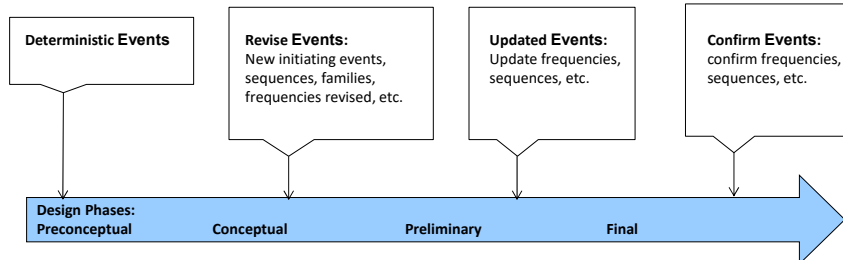 Deterministic Events
Revise Events:
New initiating events,
sequences, families,
frequencies revised, etc.
Updated Events:
Update frequencies,
sequences, etc.
Confirm Events:
confirm frequencies,
sequences, etc.
Design Phases:
Preconceptual Conceptual Preliminary Final